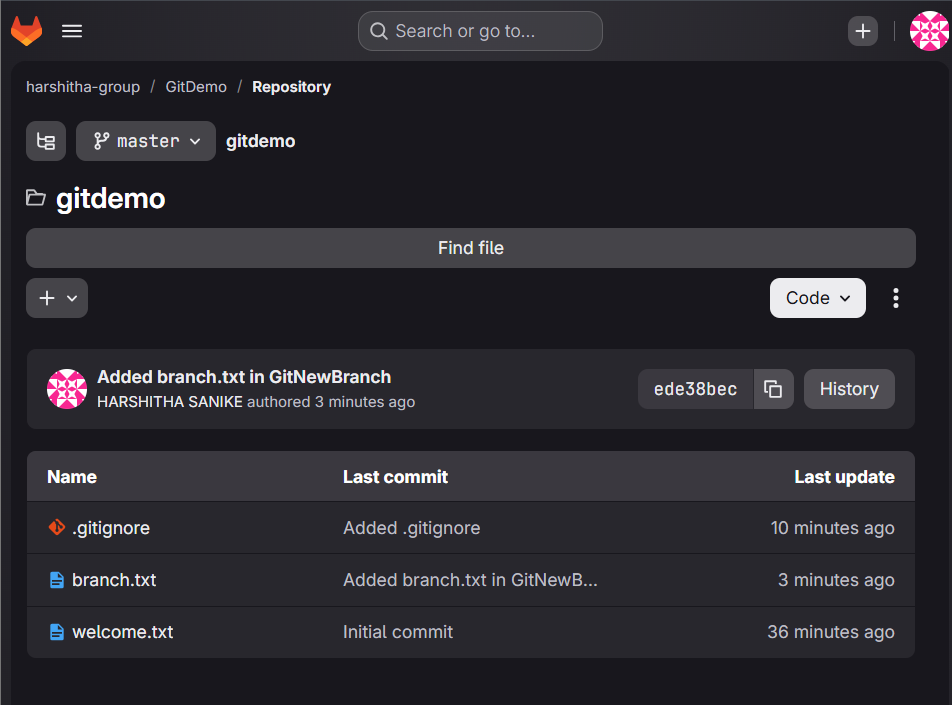 Search or go to...
harshitha-group / GitDemo / Repository
master gitdemo
gitdemo
Find file
Code
Added branch.txt in GitNewBranch
HARSHITHA SANIKE authored 3 minutes ago
ede38bec
History
Name Last commit Last update
.gitignore Added .gitignore 10 minutes ago
branch.txt Added branch.txt in GitNewB... 3 minutes ago
welcome.txt Initial commit 36 minutes ago